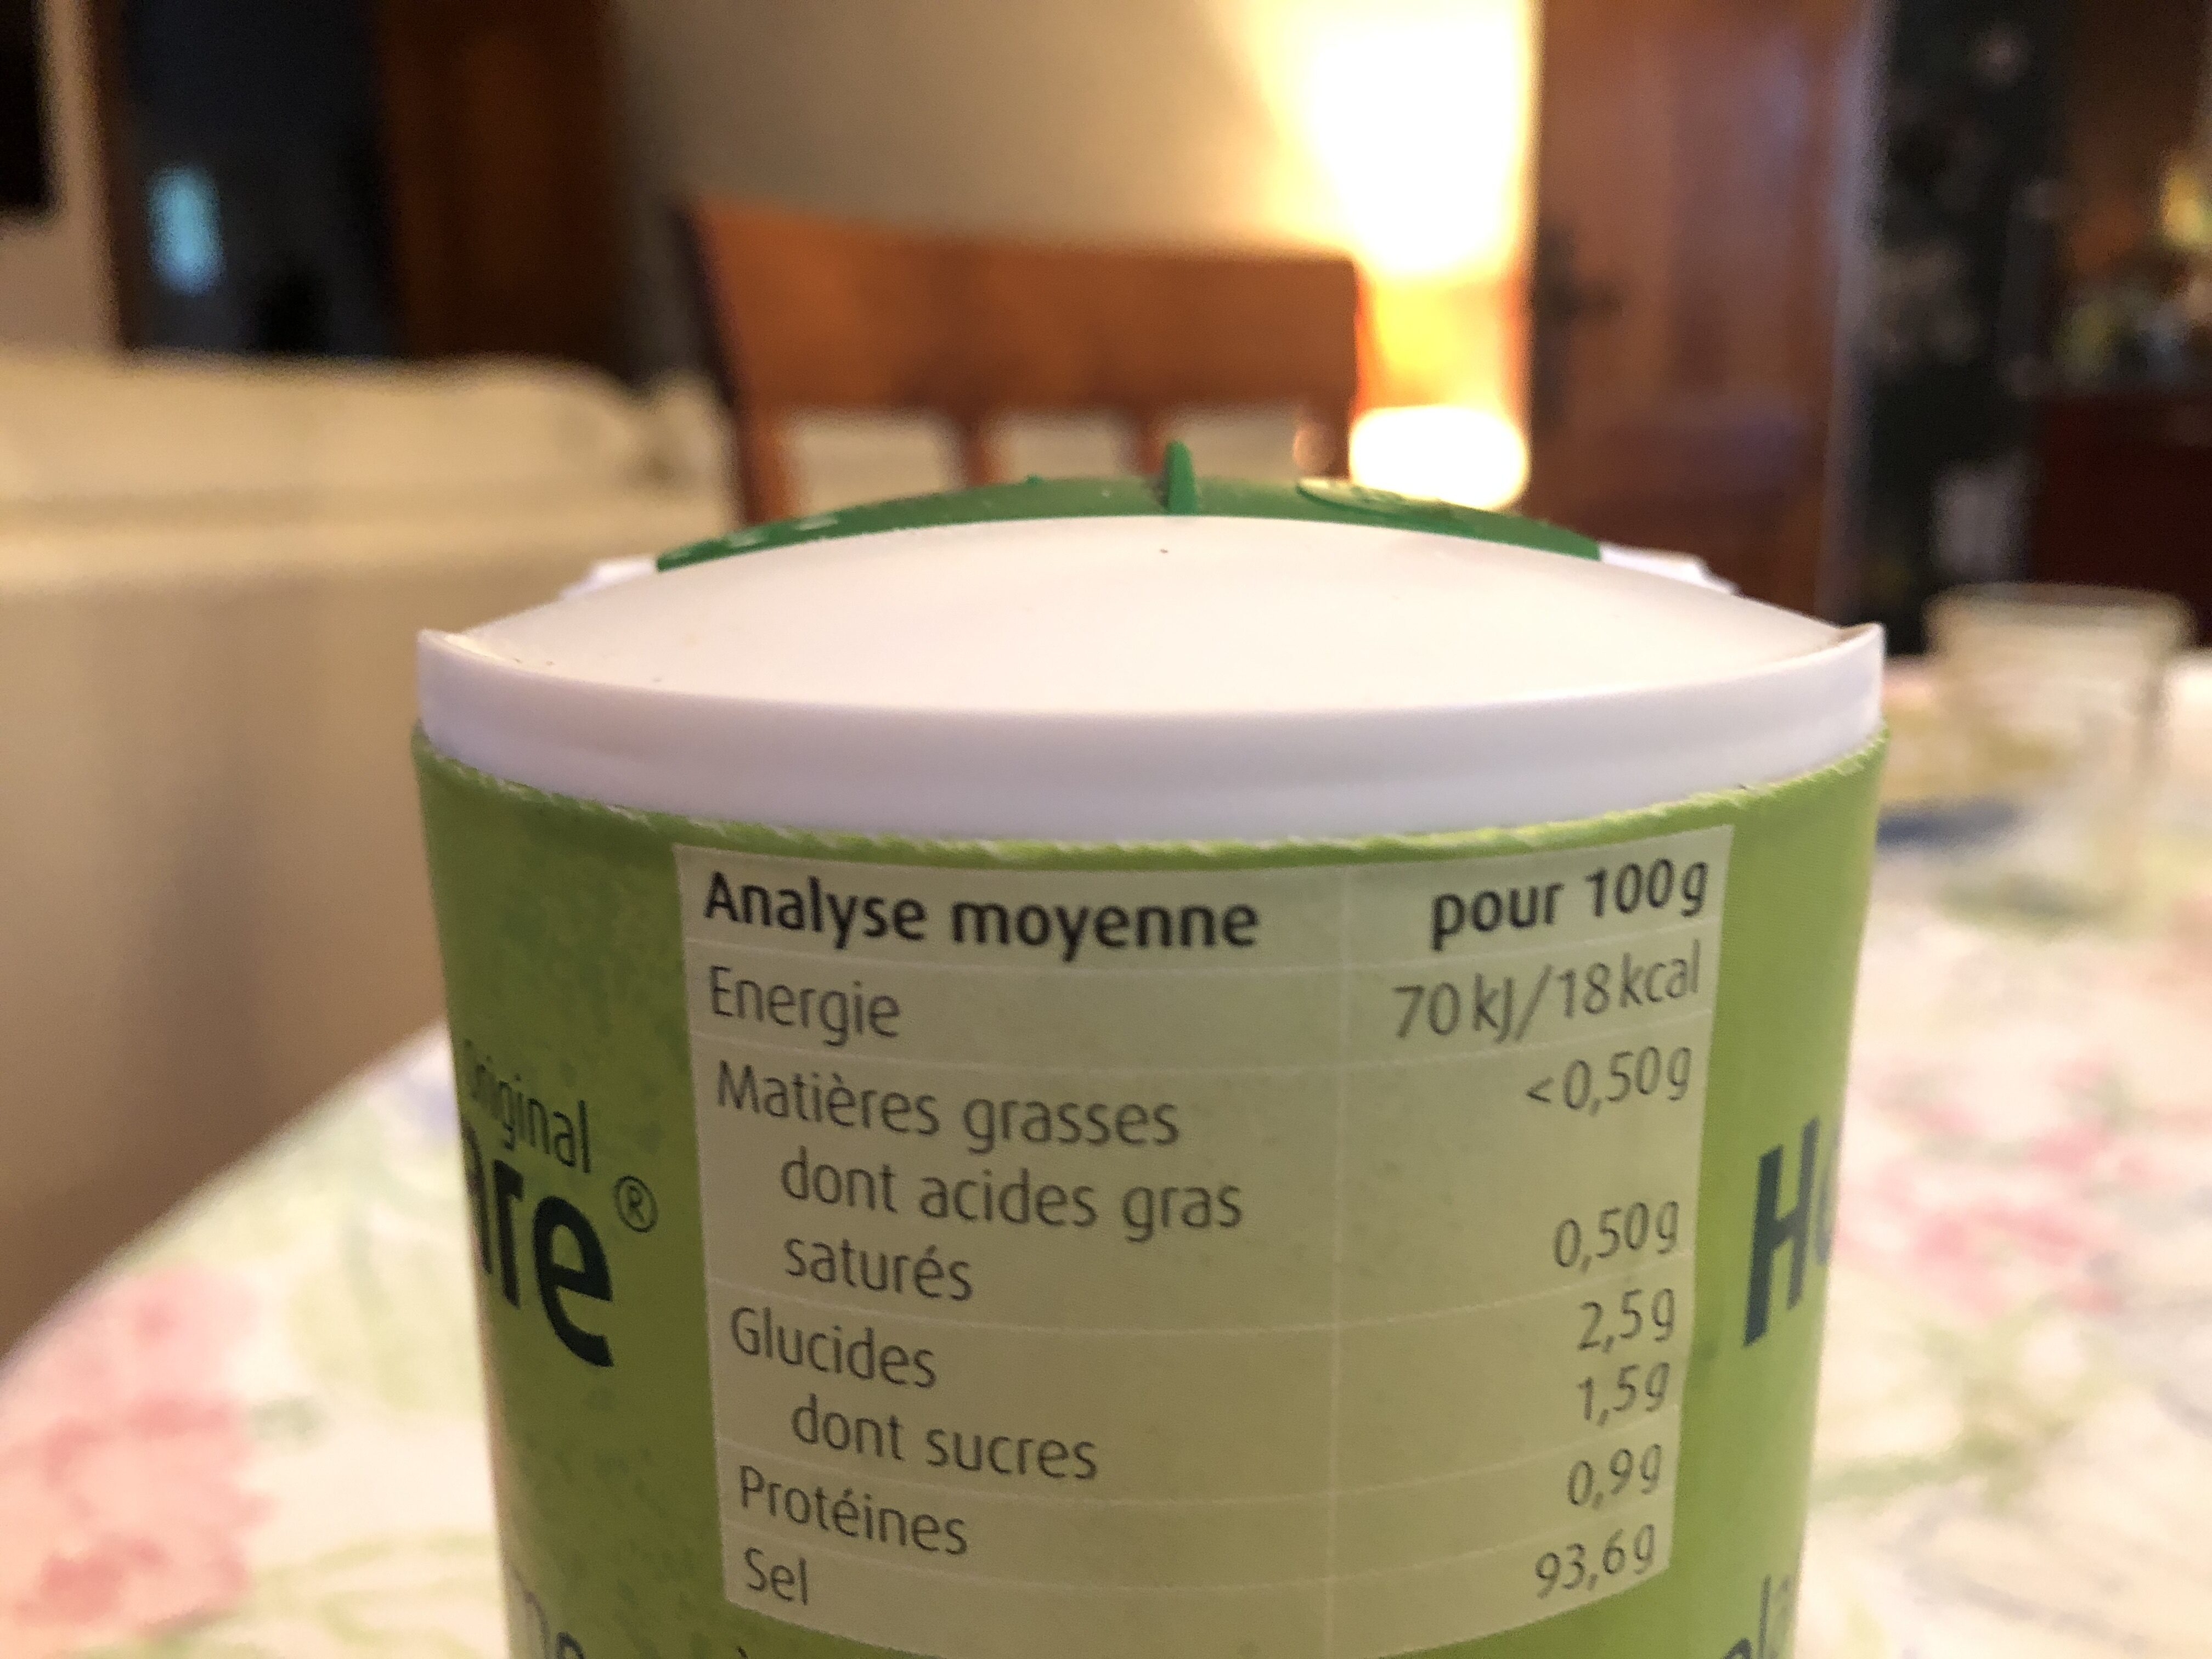 Analyse moyenne pour 100g
Energie 70kJ/18kcal
Matières grasses <0,50g
dont acides gras
saturés 0,50g
Glucides 2,5g
dont sucres 1,5g
Protéines 0,9g
Sel 93,6g
original
are®